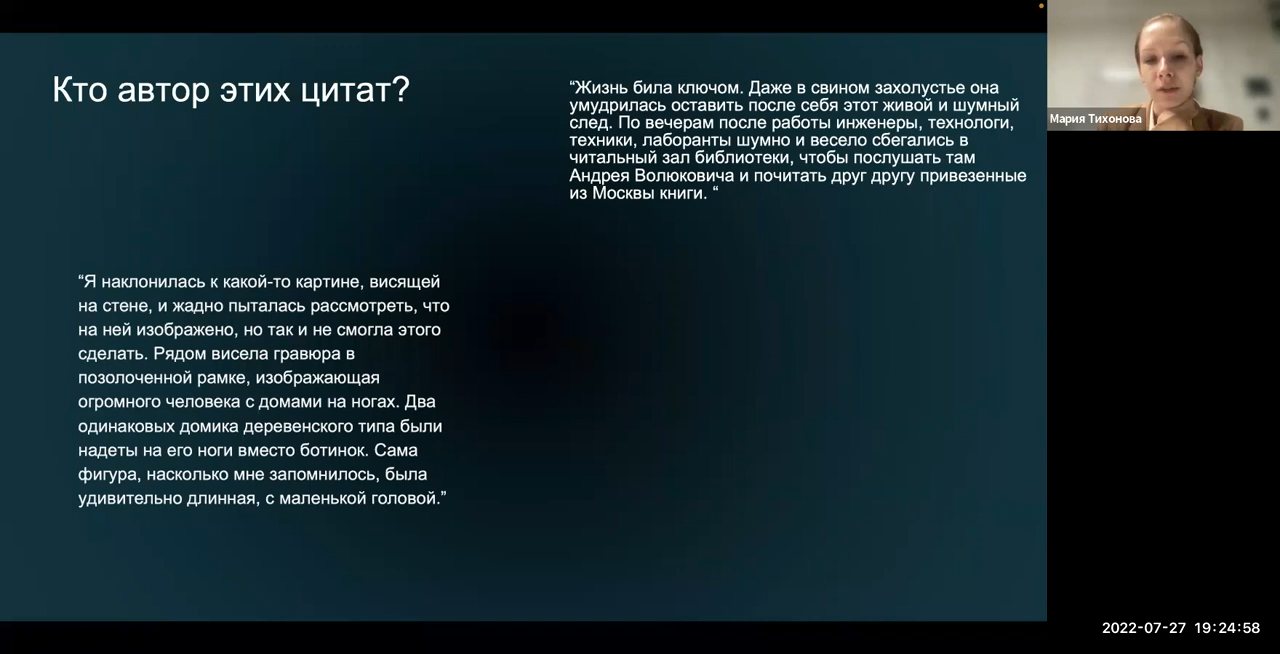 Кто автор этих цитат?
“Жизнь била ключом. Даже в свином захолустье она
умудрилась оставить после себя этот живой и шумный
след. По вечерам после работы инженеры, технологи,
техники, лаборанты шумно и весело сбегались в
читальный зал библиотеки, чтобы послушать там
Андрея Волюковича и почитать друг другу привезенные
из Москвы книги. “
“Я наклонилась к какой-то картине, висящей
на стене, и жадно пыталась рассмотреть, что
на ней изображено, но так и не смогла этого
сделать. Рядом висела гравюра в
позолоченной рамке, изображающая
огромного человека с домами на ногах. Два
одинаковых домика деревенского типа были
надеты на его ноги вместо ботинок. Сама
фигура, насколько мне запомнилось, была
удивительно длинная, с маленькой головой.”
Мария Тихонова
2022-07-27 19:24:58